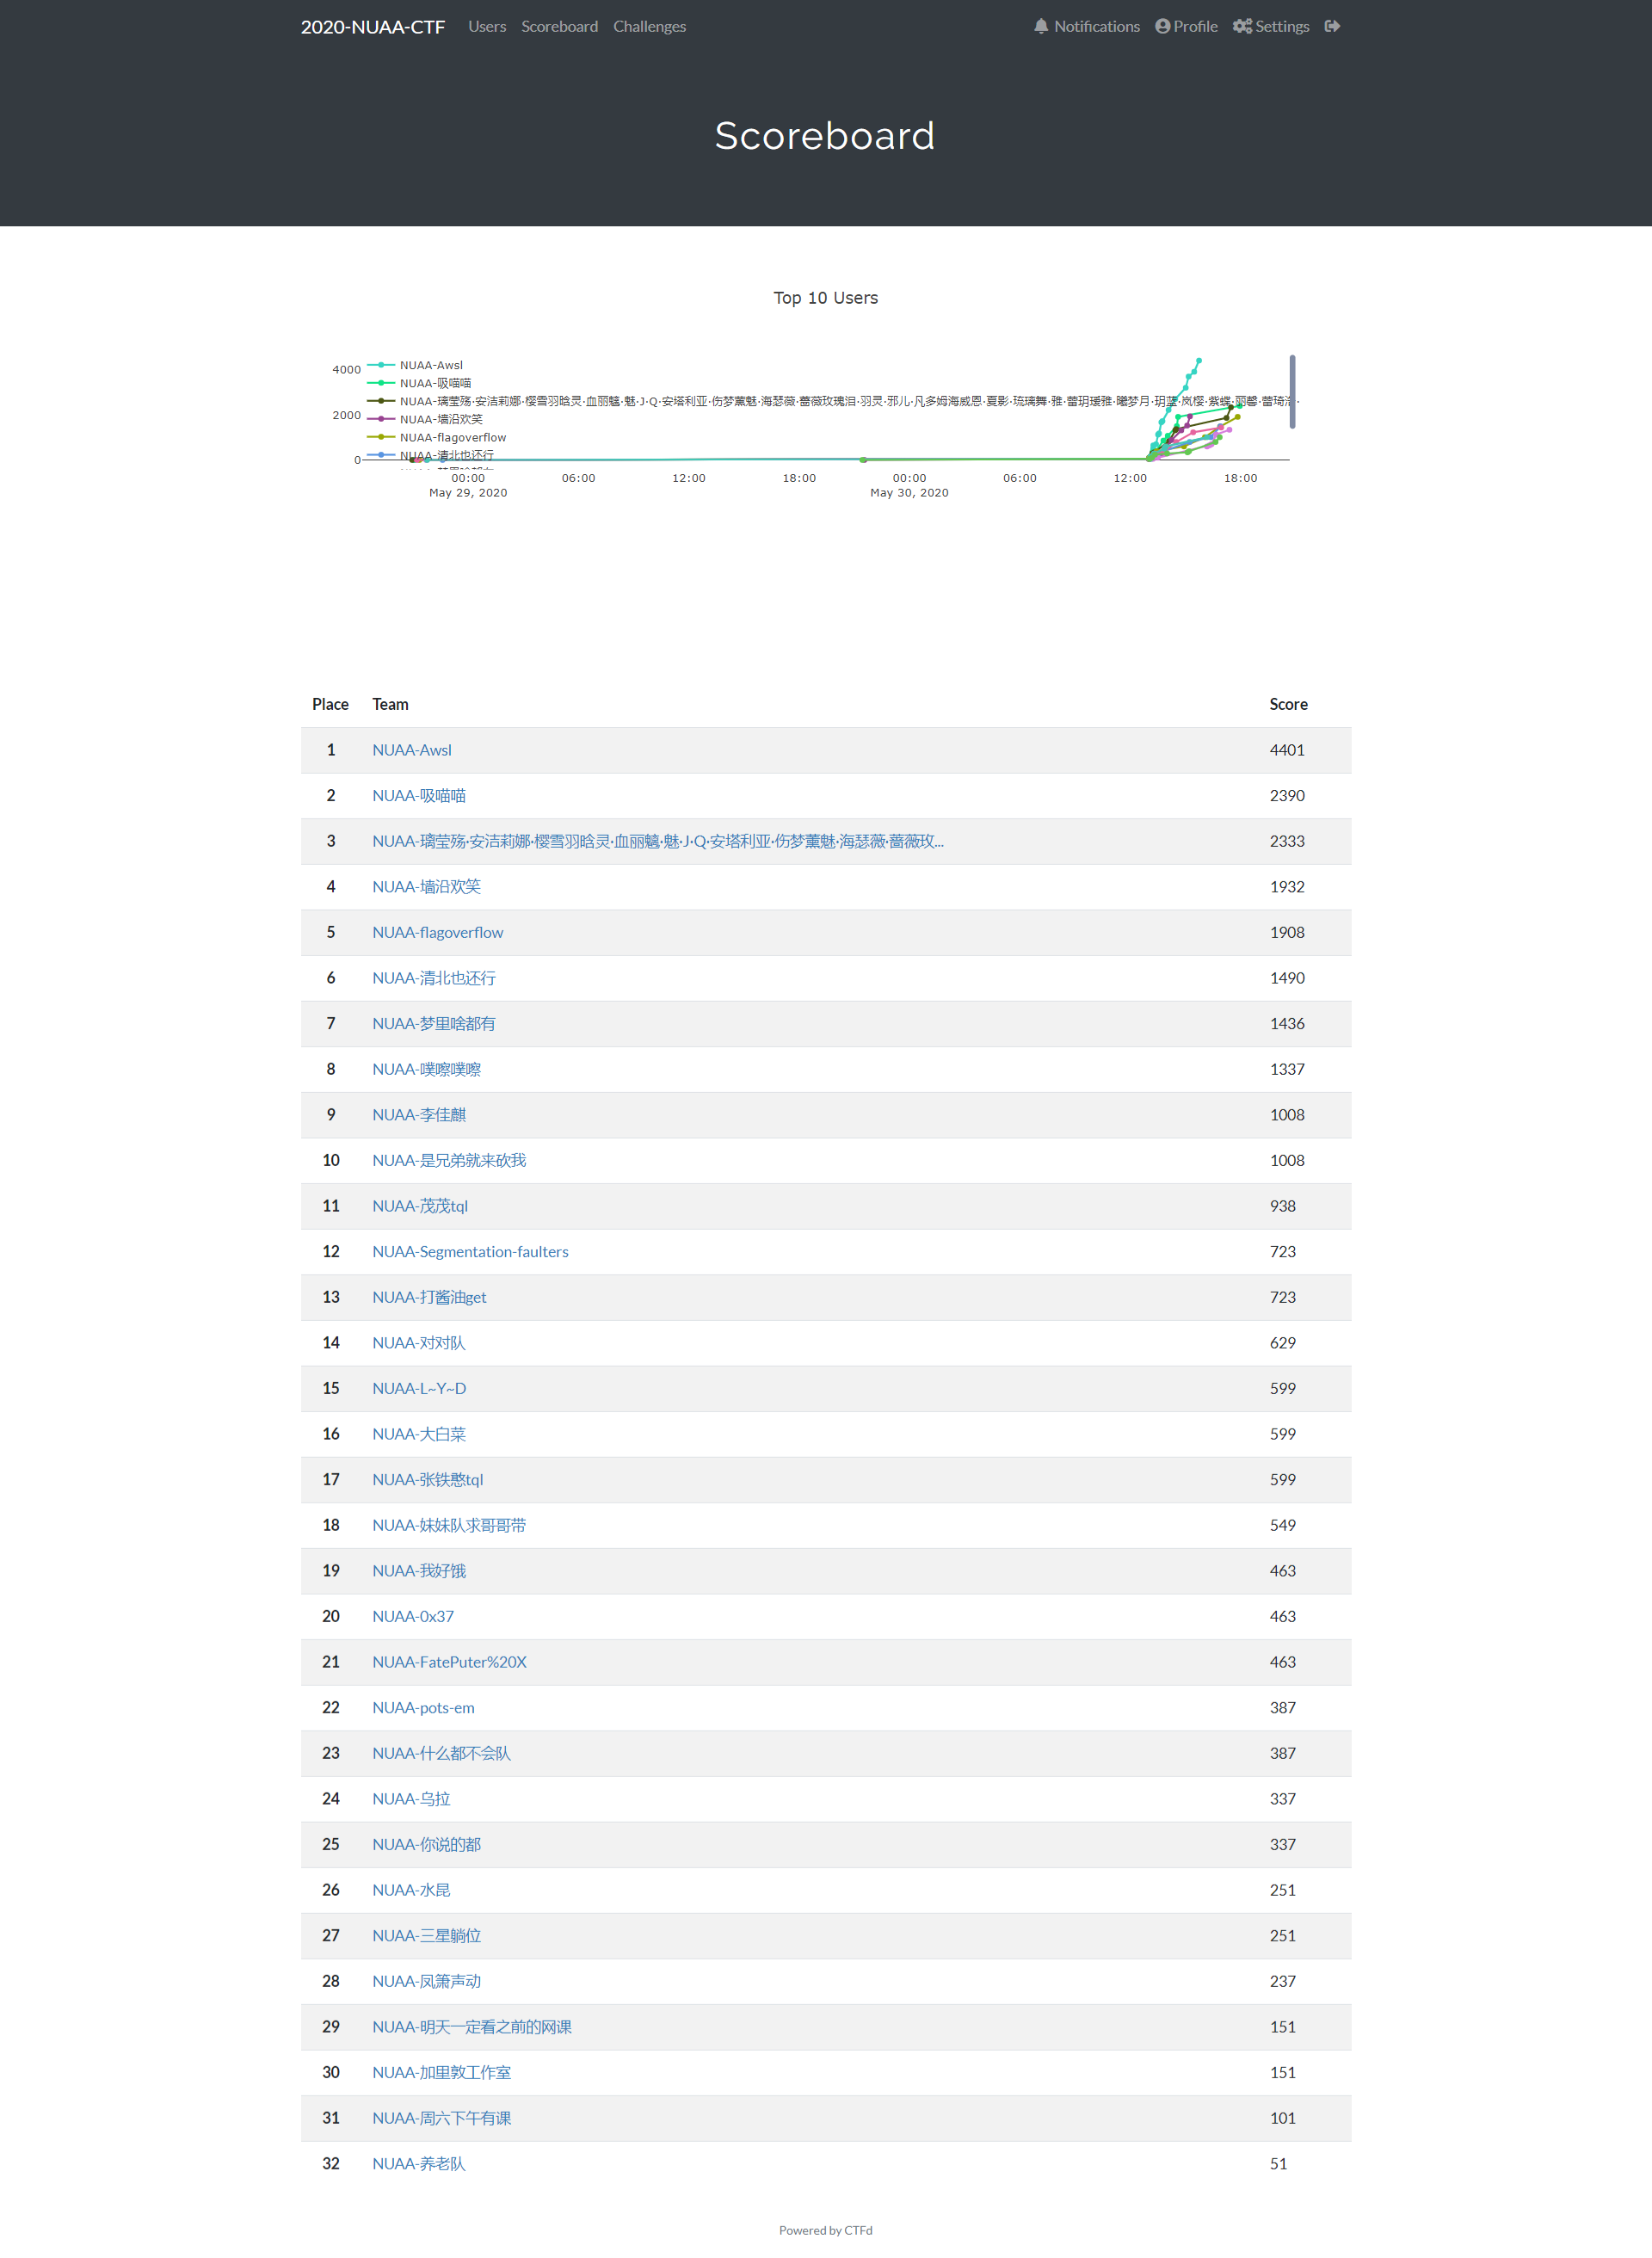 2020-NUAA-CTF Users Scoreboard Challenges Notifications Profile Settings
Scoreboard
Top 10 Users
4000
2000
0
NUAA-Awsl
NUAA-吸喵喵
NUAA-璃莹殇·安洁莉娜·樱雪羽晗灵·血丽魑·魅·J·Q·安塔利亚·伤梦薰魅·海瑟薇·蔷薇玫瑰泪·羽灵·邪儿·凡多姆海威恩·夏影·琉璃舞·雅·蕾玥瑷雅·曦梦月·玥蓝·岚樱·紫蝶·丽馨·蕾琦洛·
NUAA-墙沿欢笑
NUAA-flagoverflow
NUAA-清北也还行
00:00 06:00 12:00 18:00 00:00 06:00 12:00 18:00
May 29, 2020 May 30, 2020
Place Team Score
1 NUAA-Awsl 4401
2 NUAA-吸喵喵 2390
3 NUAA-璃莹殇·安洁莉娜·樱雪羽晗灵·血丽魑·魅·J·Q·安塔利亚·伤梦薰魅·海瑟薇·蔷薇玫... 2333
4 NUAA-墙沿欢笑 1932
5 NUAA-flagoverflow 1908
6 NUAA-清北也还行 1490
7 NUAA-梦里啥都有 1436
8 NUAA-噗嚓噗嚓 1337
9 NUAA-李佳麒 1008
10 NUAA-是兄弟就来砍我 1008
11 NUAA-茂茂tql 938
12 NUAA-Segmentation-faulters 723
13 NUAA-打酱油get 723
14 NUAA-对对队 629
15 NUAA-L~Y~D 599
16 NUAA-大白菜 599
17 NUAA-张铁憨tql 599
18 NUAA-妹妹队求哥哥带 549
19 NUAA-我好饿 463
20 NUAA-0x37 463
21 NUAA-FatePuter%20X 463
22 NUAA-pots-em 387
23 NUAA-什么都不会队 387
24 NUAA-乌拉 337
25 NUAA-你说的都 337
26 NUAA-水昆 251
27 NUAA-三星躺位 251
28 NUAA-凤箫声动 237
29 NUAA-明天一定看之前的网课 151
30 NUAA-加里敦工作室 151
31 NUAA-周六下午有课 101
32 NUAA-养老队 51
Powered by CTFd